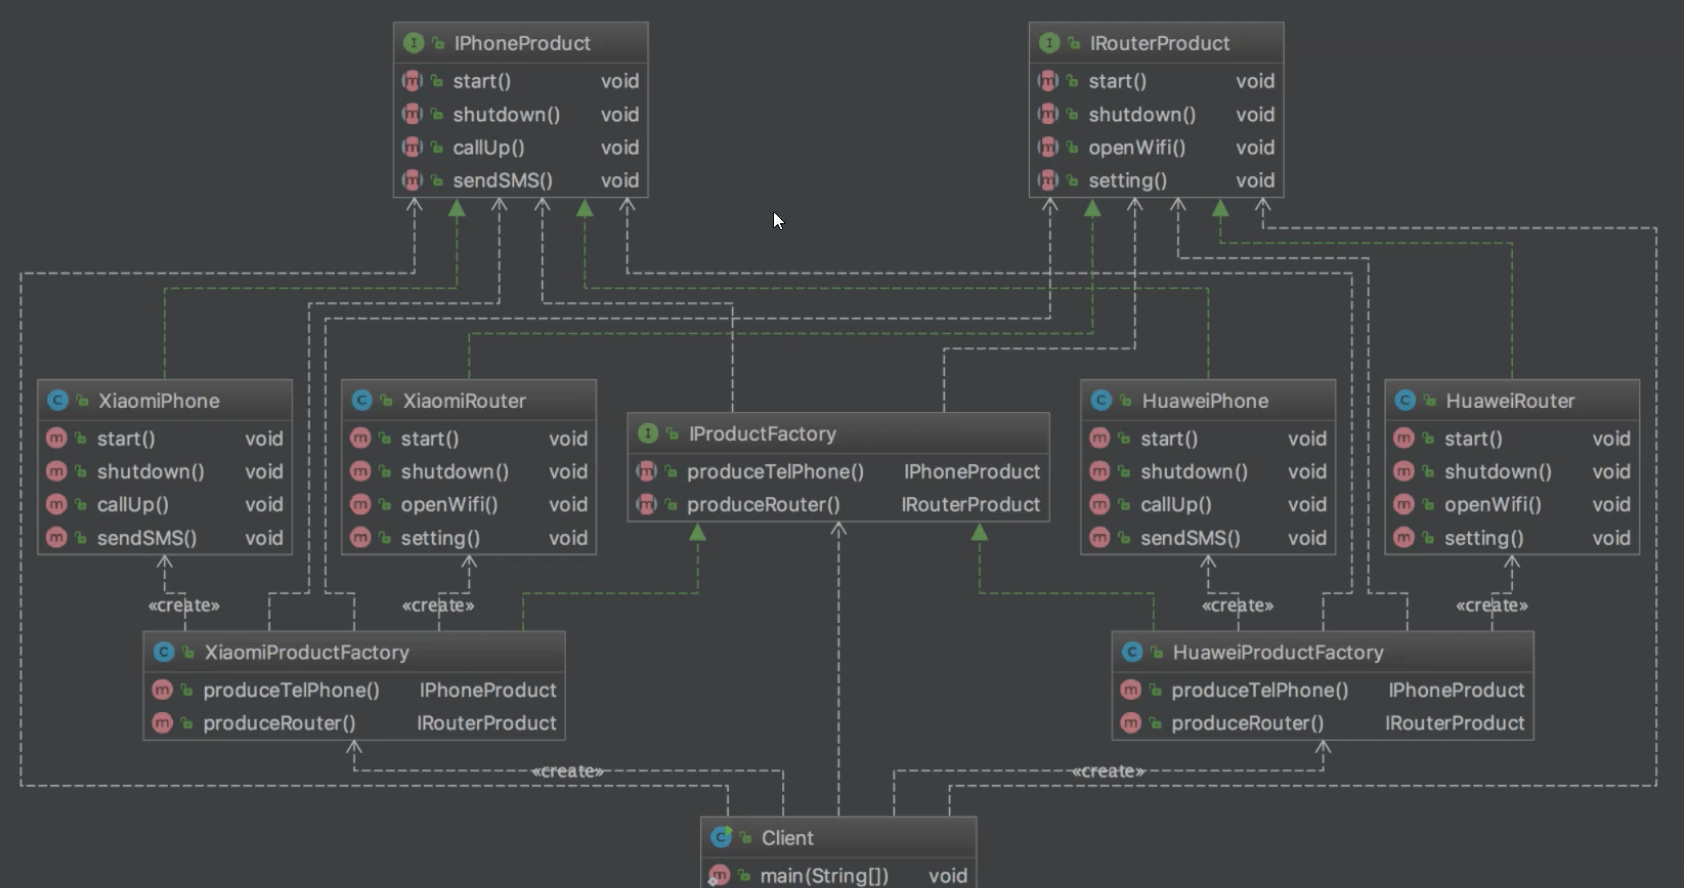 IPhoneProduct
start() void
shutdown() void
callUp() void
sendSMS() void
IRouterProduct
start() void
shutdown() void
openWifi() void
setting() void
XiaomiPhone
start() void
shutdown() void
callUp() void
sendSMS() void
XiaomiRouter
start() void
shutdown() void
openWifi() void
setting() void
IProductFactory
produceTelPhone() IPhoneProduct
produceRouter() IRouterProduct
HuaweiPhone
start() void
shutdown() void
callUp() void
sendSMS() void
HuaweiRouter
start() void
shutdown() void
openWifi() void
setting() void
«create»
«create»
«create»
«create»
XiaomiProductFactory
produceTelPhone() IPhoneProduct
produceRouter() IRouterProduct
HuaweiProductFactory
produceTelPhone() IPhoneProduct
produceRouter() IRouterProduct
«create»
«create»
Client
main(String[]) void